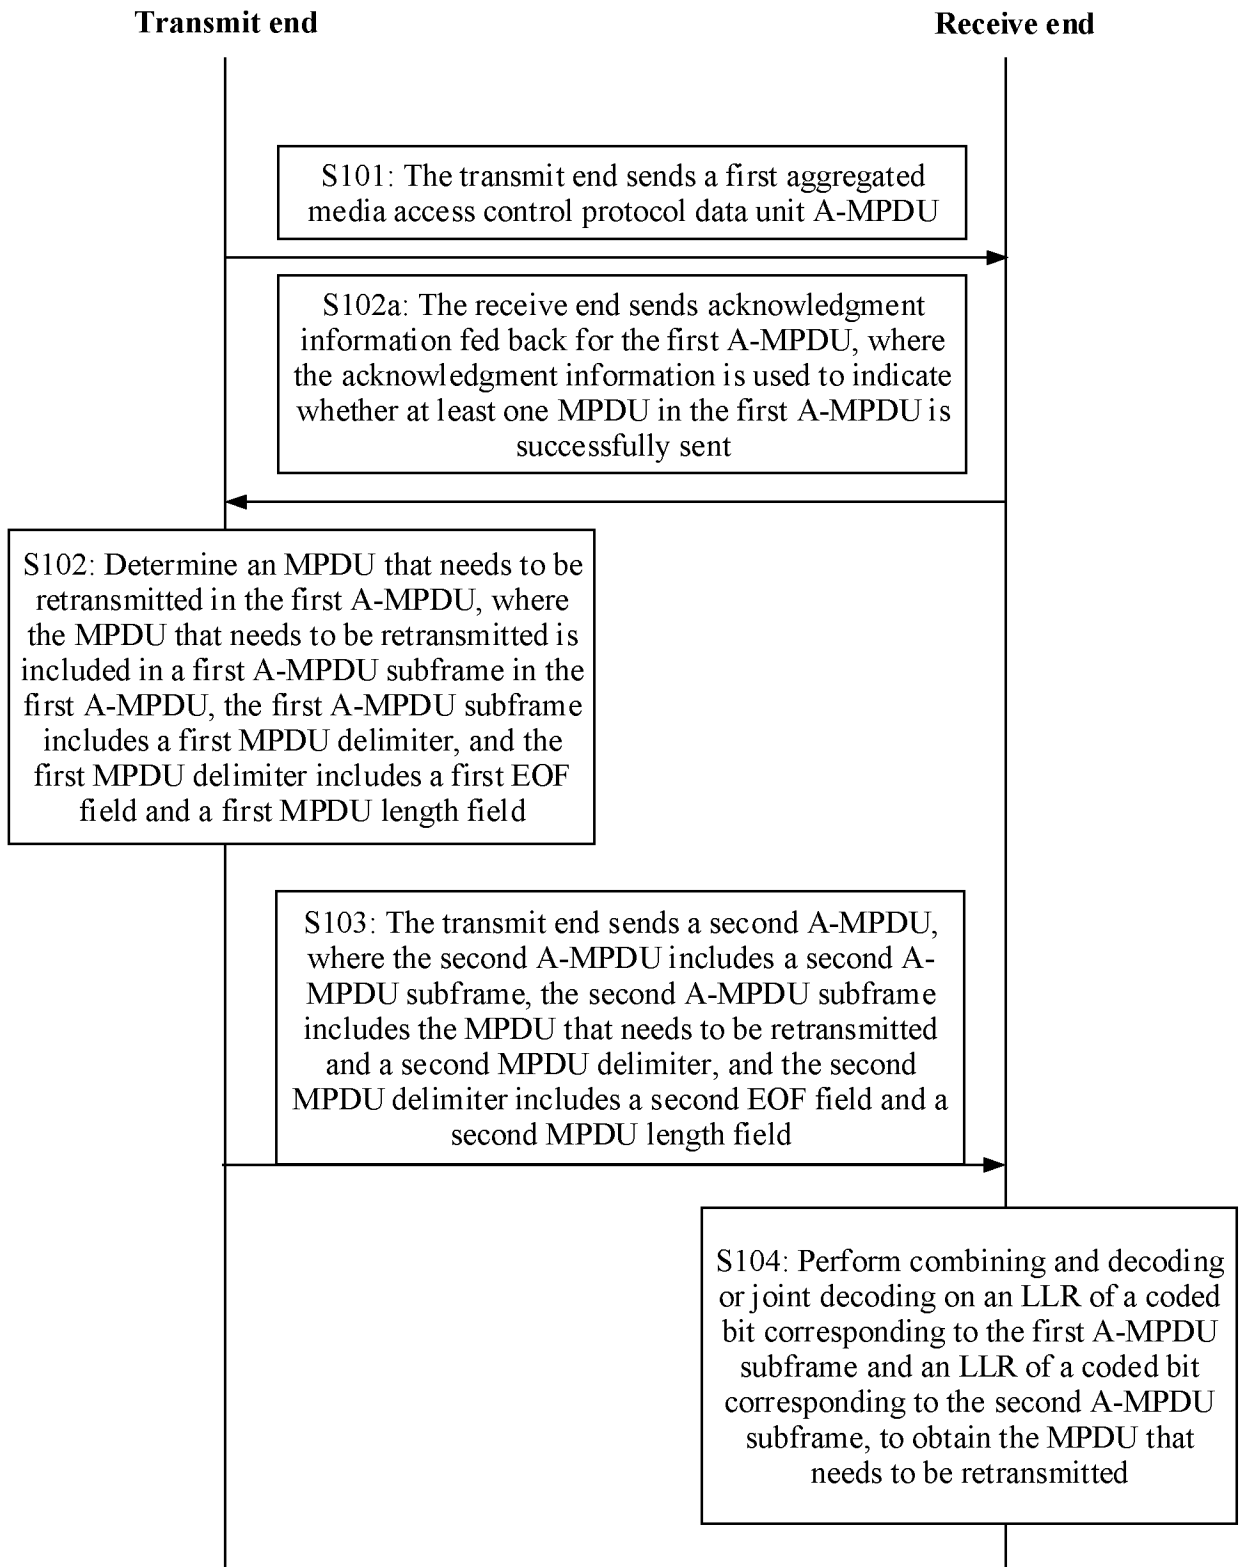 Transmit end
Receive end
S101: The transmit end sends a first aggregated
media access control protocol data unit A-MPDU
S102a: The receive end sends acknowledgment
information fed back for the first A-MPDU, where
the acknowledgment information is used to indicate
whether at least one MPDU in the first A-MPDU is
successfully sent
S102: Determine an MPDU that needs to be
retransmitted in the first A-MPDU, where
the MPDU that needs to be retransmitted is
included in a first A-MPDU subframe in the
first A-MPDU, the first A-MPDU subframe
includes a first MPDU delimiter, and the
first MPDU delimiter includes a first EOF
field and a first MPDU length field
S103: The transmit end sends a second A-MPDU,
where the second A-MPDU includes a second A-
MPDU subframe, the second A-MPDU subframe
includes the MPDU that needs to be retransmitted
and a second MPDU delimiter, and the second
MPDU delimiter includes a second EOF field and a
second MPDU length field
S104: Perform combining and decoding
or joint decoding on an LLR of a coded
bit corresponding to the first A-MPDU
subframe and an LLR of a coded bit
corresponding to the second A-MPDU
subframe, to obtain the MPDU that
needs to be retransmitted